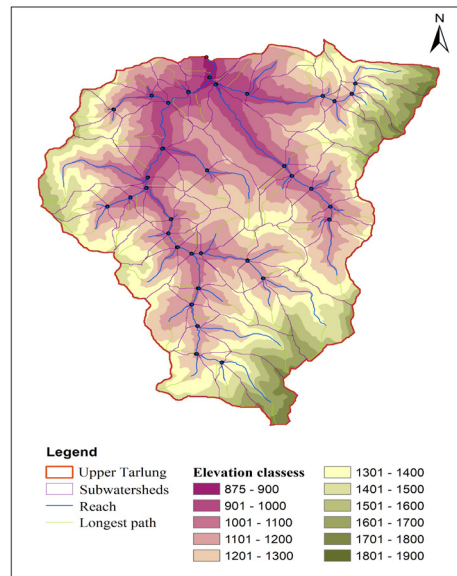 N
Legend
Upper Tarlung
Subwatersheds
Reach
Longest path
Elevation classess
875 - 900
901 - 1000
1001 - 1100
1101 - 1200
1201 - 1300
1301 - 1400
1401 - 1500
1501 - 1600
1601 - 1700
1701 - 1800
1801 - 1900